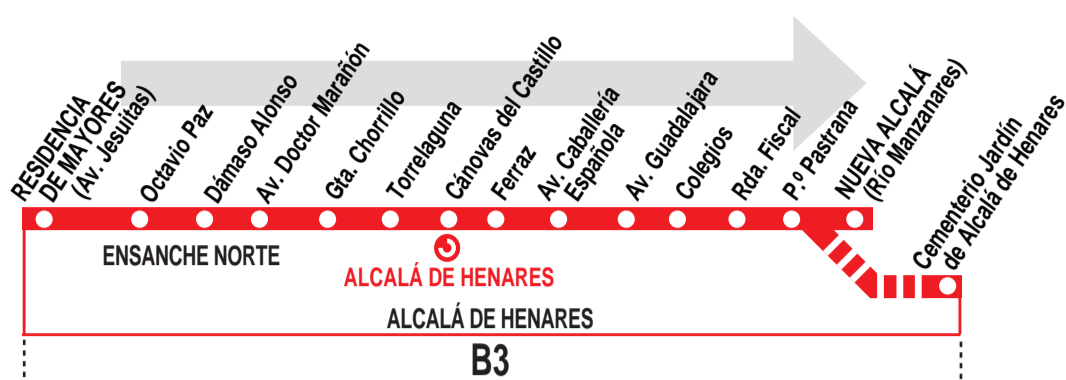 RESIDENCIA
DE MAYORES
(Av. Jesuitas)
Octavio Paz
Dámaso Alonso
Av. Doctor Marañón
Gta. Chorrillo
Torrelaguna
Cánovas del Castillo
Ferraz
Av. Caballería
Española
Av. Guadalajara
Colegios
Rda. Fiscal
P.º Pastrana
NUEVA ALCALÁ
(Río Manzanares)
Cementerio Jardín
de Alcalá de Henares
ENSANCHE NORTE
ALCALÁ DE HENARES
ALCALÁ DE HENARES
B3